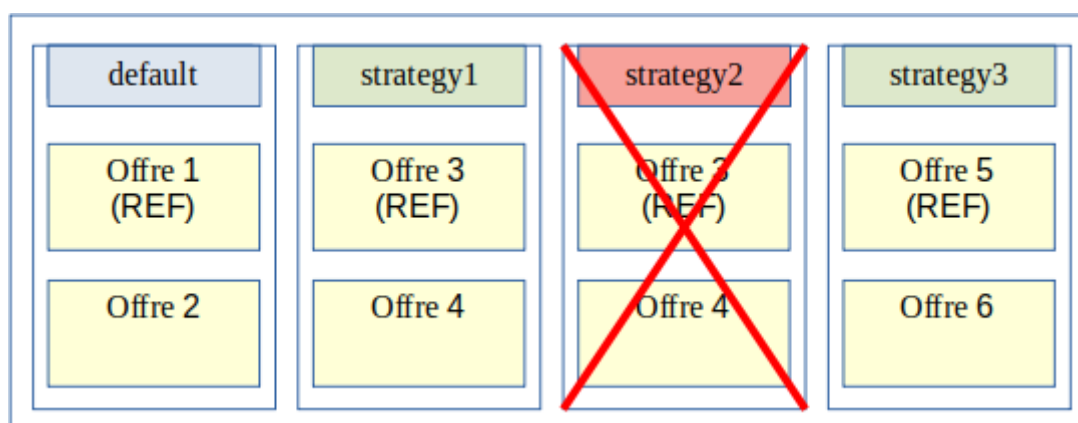 default
strategy1
strategy2
strategy3
Offre 1
(REF)
Offre 3
(REF)
Offre 3
(REF)
Offre 5
(REF)
Offre 2
Offre 4
Offre 4
Offre 6